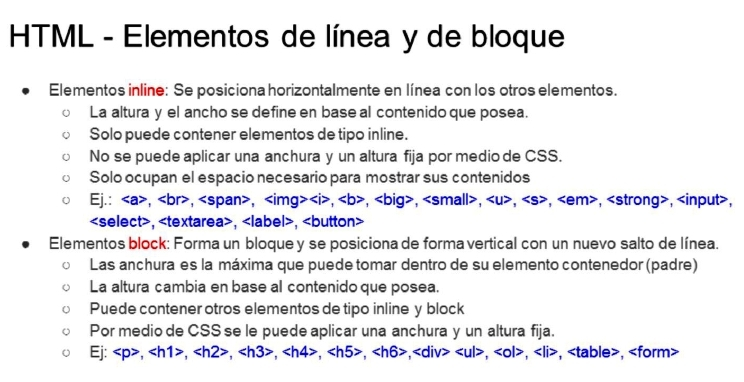 HTML - Elementos de línea y de bloque
● Elementos inline: Se posiciona horizontalmente en línea con los otros elementos.
○ La altura y el ancho se define en base al contenido que posea.
○ Solo puede contener elementos de tipo inline.
○ No se puede aplicar una anchura y un altura fija por medio de CSS.
○ Solo ocupan el espacio necesario para mostrar sus contenidos
○ Ej.: <a>, <br>, <span>, <img><i>, <b>, <big>, <small>, <u>, <s>, <em>, <strong>, <input>,
<select>, <textarea>, <label>, <button>
● Elementos block: Forma un bloque y se posiciona de forma vertical con un nuevo salto de línea.
○ Las anchura es la máxima que puede tomar dentro de su elemento contenedor (padre)
○ La altura cambia en base al contenido que posea.
○ Puede contener otros elementos de tipo inline y block
○ Por medio de CSS se le puede aplicar una anchura y un altura fija.
○ Ej: <p>, <h1>, <h2>, <h3>, <h4>, <h5>, <h6>,<div> <ul>, <ol>, <li>, <table>, <form>